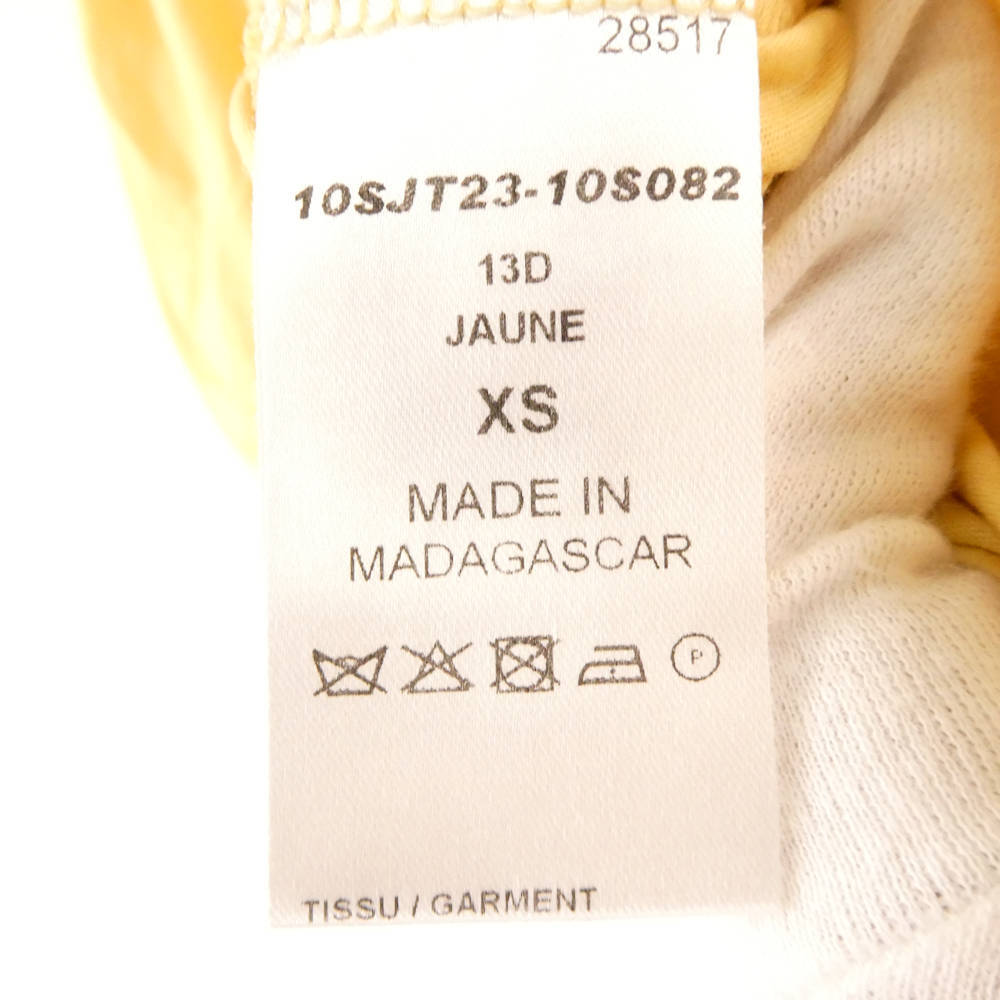 28517
10SJT23-10S082
13D
JAUNE
XS
MADE IN
MADAGASCAR
P
TISSU / GARMENT